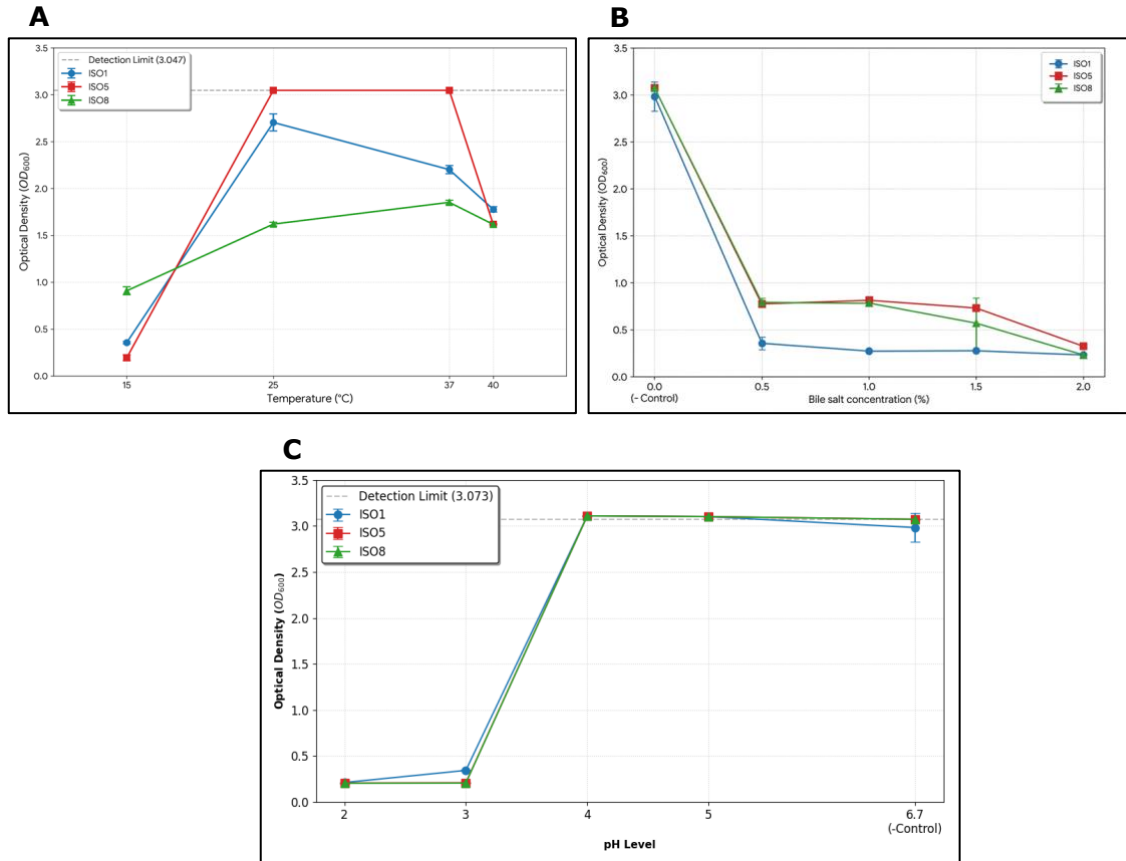 A
3.5
3.0
2.5
2.0
1.5
1.0
0.5
0.0
Optical Density (OD600)
Detection Limit (3.047)
ISO1
ISO5
ISO8
15
25
37
40
Temperature (°C)
B
3.5
3.0
2.5
2.0
1.5
1.0
0.5
0.0
Optical Density (OD600)
ISO1
ISO5
ISO8
0.0
(- Control)
0.5
1.0
1.5
2.0
Bile salt concentration (%)
C
3.5
3.0
2.5
2.0
1.5
1.0
0.5
0.0
Optical Density (OD600)
Detection Limit (3.073)
ISO1
ISO5
ISO8
2
3
4
5
6.7
(-Control)
pH Level